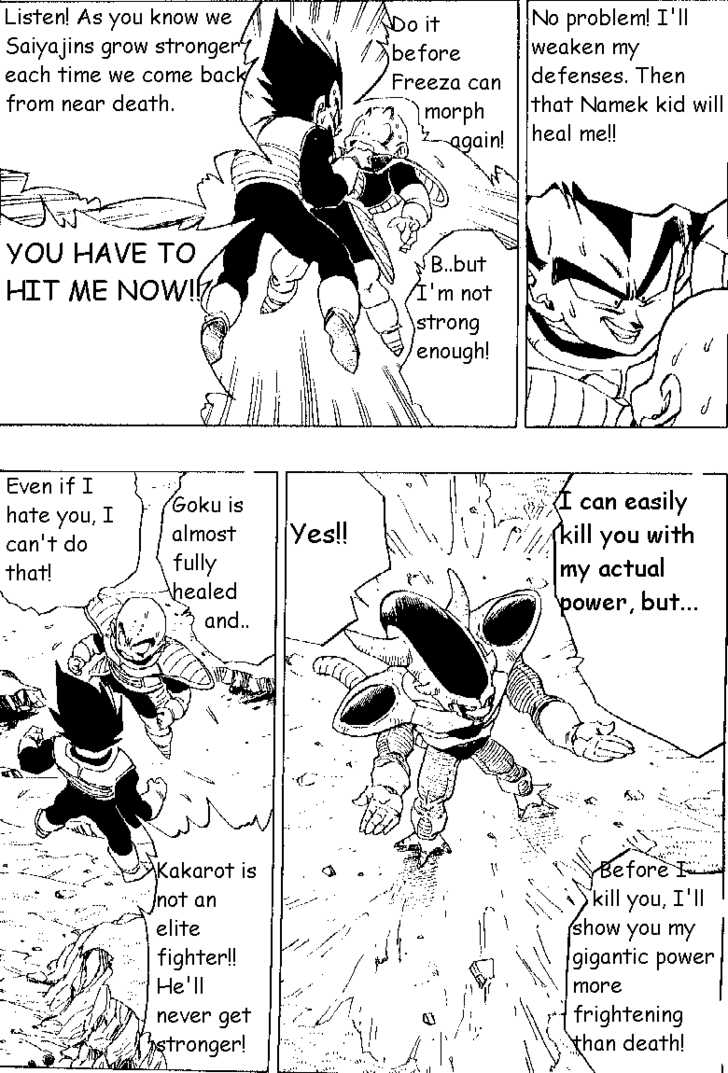 Listen! As you know we
Saiyajins grow stronger
each time we come back
from near death.
Do it
before
Freeza can
morph
again!
YOU HAVE TO
HIT ME NOW!!
B..but
I'm not
strong
enough!
No problem! I'll
weaken my
defenses. Then
that Namek kid will
heal me!!
Even if I
hate you, I
can't do
that!
Goku is
almost
fully
healed
and..
Kakarot is
not an
elite
fighter!!
He'll
never get
stronger!
Yes!!
I can easily
kill you with
my actual
power, but...
Before I
kill you, I'll
show you my
gigantic power
more
frightening
than death!